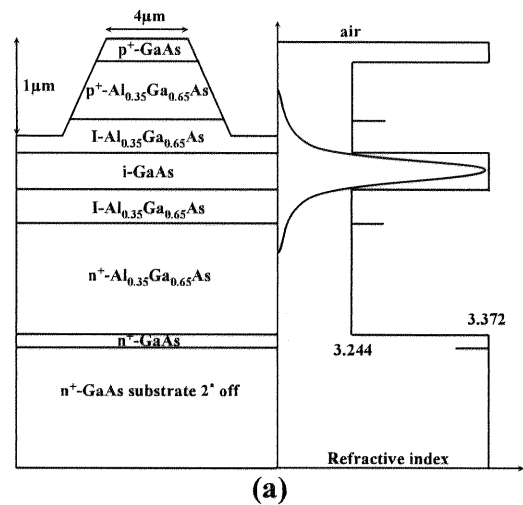 4μm
air
p⁺-GaAs
1μm
p⁺-Al₀.₃₅Ga₀.₆₅As
I-Al₀.₃₅Ga₀.₆₅As
i-GaAs
I-Al₀.₃₅Ga₀.₆₅As
n⁺-Al₀.₃₅Ga₀.₆₅As
3.372
n⁺-GaAs
3.244
n⁺-GaAs substrate 2° off
Refractive index
(a)